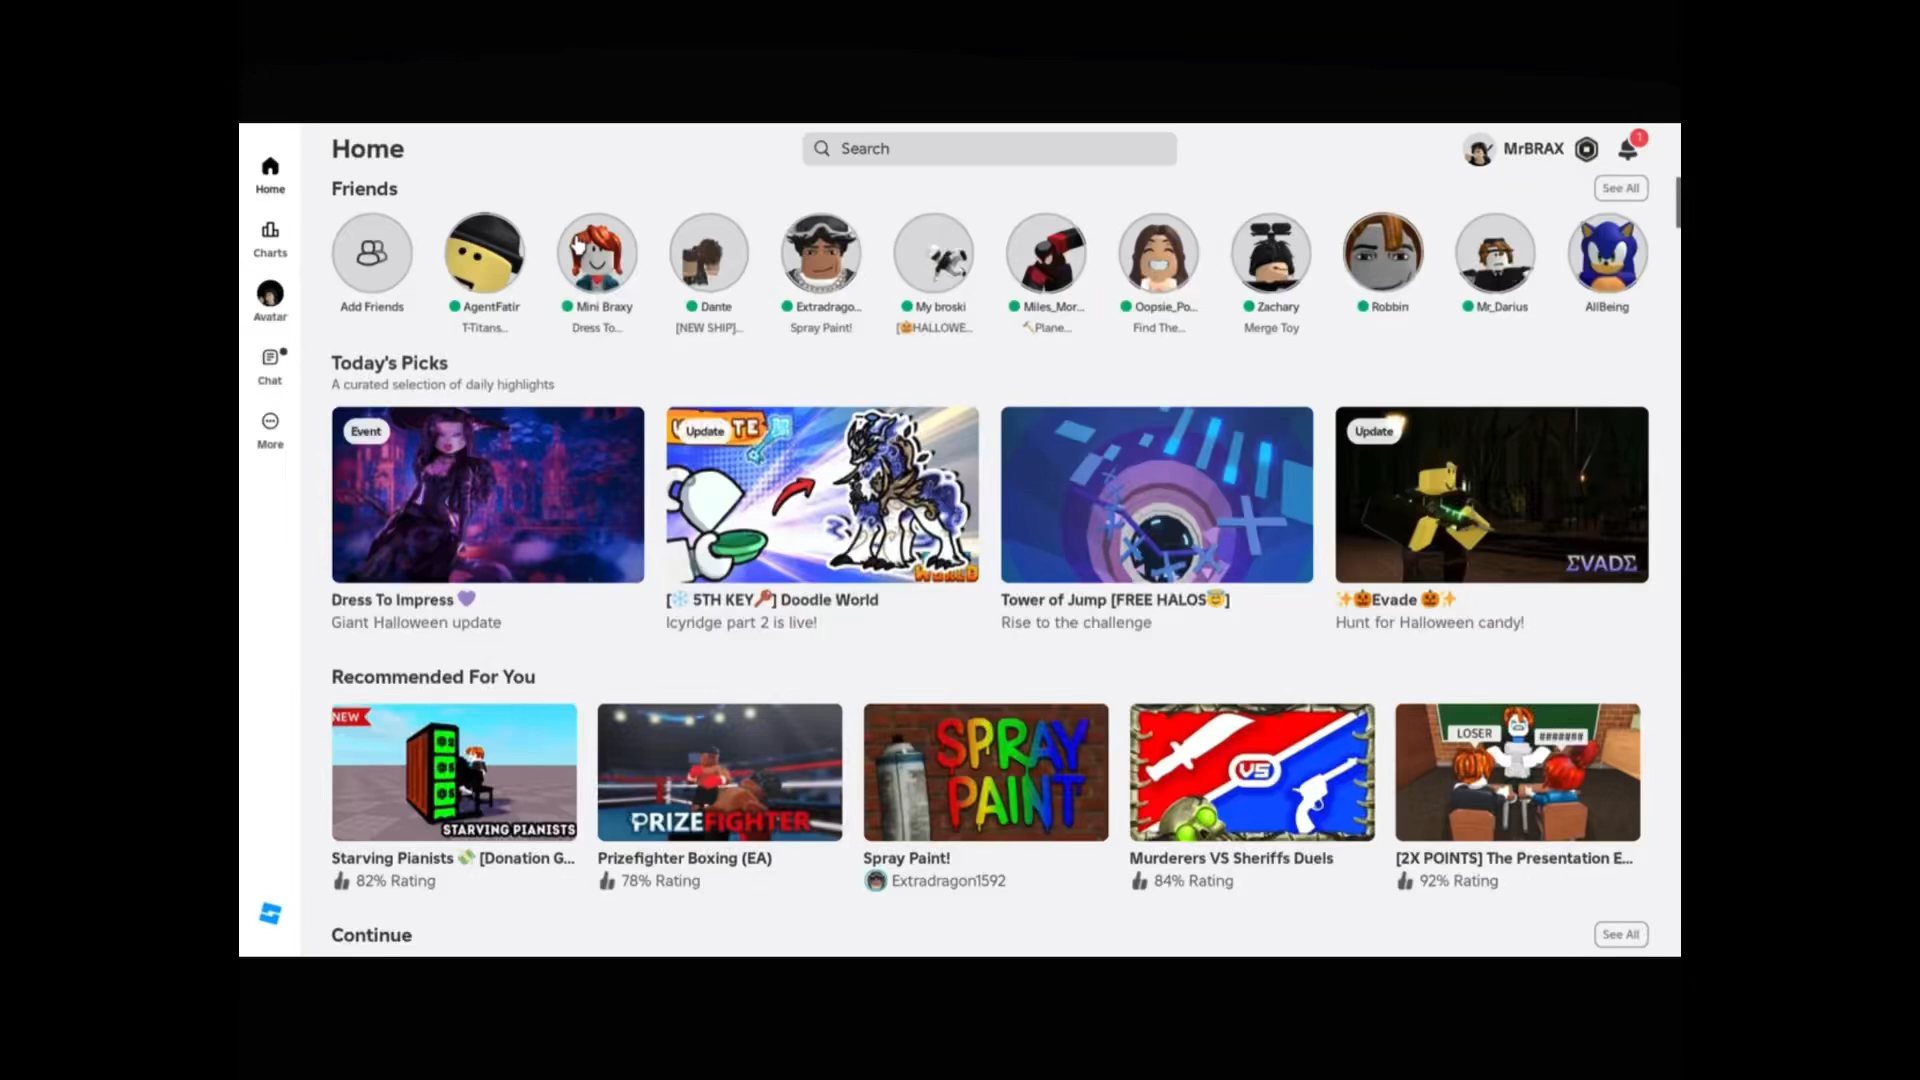 Home
Search
MrBRAX
1
Home
Charts
Avatar
Chat
More
Friends
See All
Add Friends
AgentFatir
T-Titans...
Mini Braxy
Dress To...
Dante
[NEW SHIP]...
Extradrago...
Spray Paint!
My broski
[🎃HALLOWE...
Miles_Mor...
🔨Plane...
Oopsie_Po...
Find The...
Zachary
Merge Toy
Robbin
Mr_Darius
AllBeing
Today's Picks
A curated selection of daily highlights
Event
Update
Update
ΣVADΣ
Dress To Impress 💜
Giant Halloween update
[❄️ 5TH KEY🔑] Doodle World
Icyridge part 2 is live!
Tower of Jump [FREE HALOS😇]
Rise to the challenge
✨🎃Evade 🎃✨
Hunt for Halloween candy!
Recommended For You
NEW
STARVING PIANISTS
PRIZEFIGHTER
SPRAY
PAINT
VS
LOSER
#######
Starving Pianists 💸 [Donation G...
82% Rating
Prizefighter Boxing (EA)
78% Rating
Spray Paint!
Extradragon1592
Murderers VS Sheriffs Duels
84% Rating
[2X POINTS] The Presentation E...
92% Rating
Continue
See All